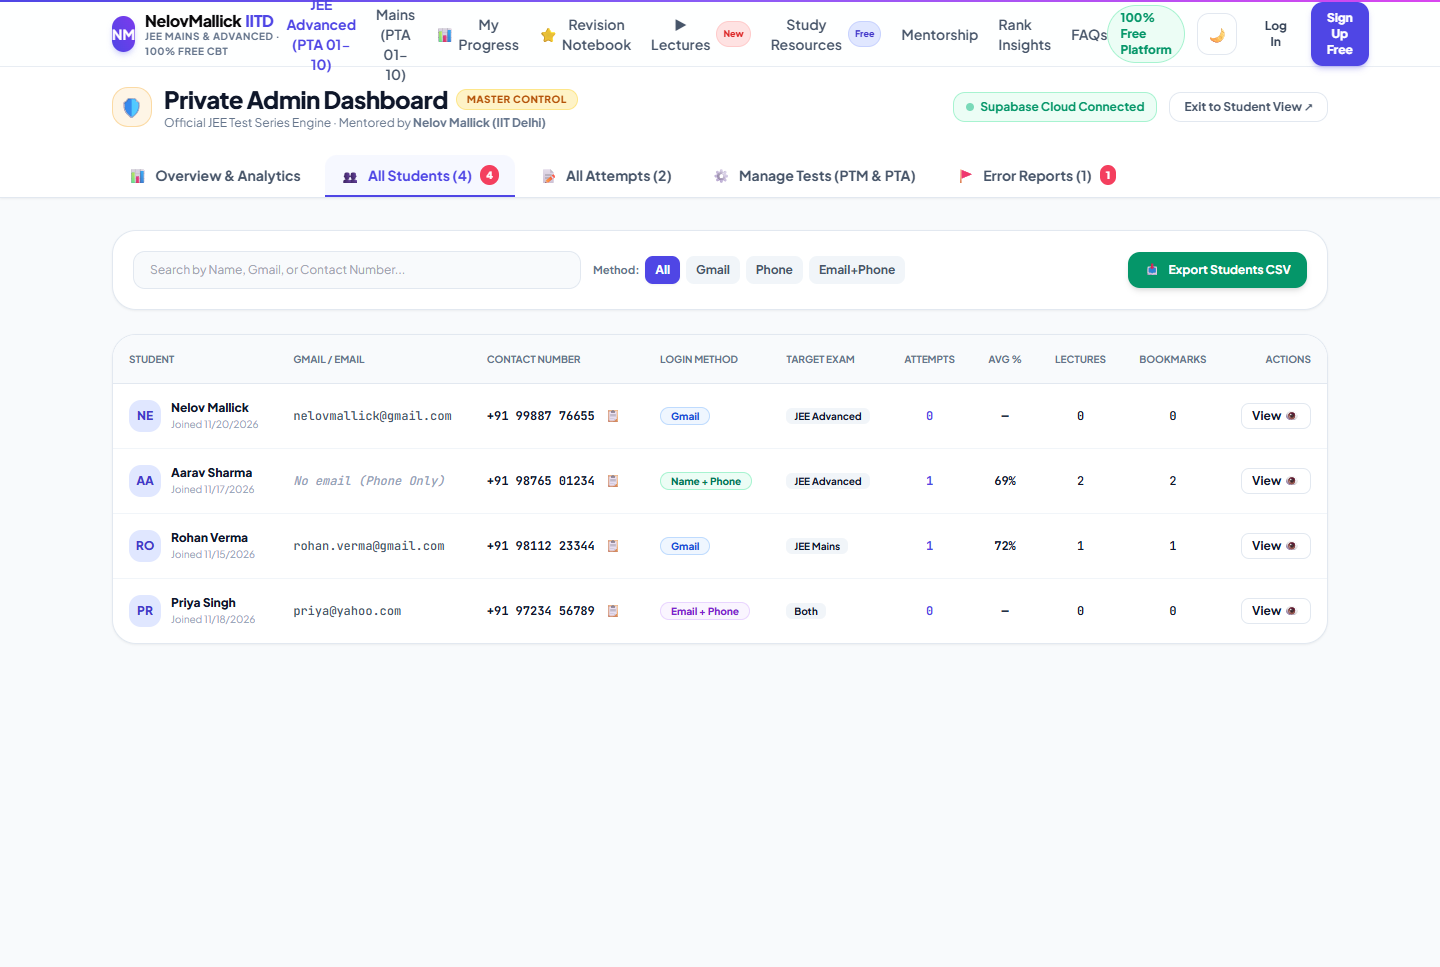 NM
NelovMallick IITD
JEE MAINS & ADVANCED ·
100% FREE CBT
JEE
Advanced
(PTA 01–
10)
Mains
(PTA
01–
10)
My
Progress
Revision
Notebook
Lectures
New
Study
Resources
Free
Mentorship
Rank
Insights
FAQs
100%
Free
Platform
Log
In
Sign
Up
Free
Private Admin Dashboard MASTER CONTROL
Official JEE Test Series Engine · Mentored by Nelov Mallick (IIT Delhi)
Supabase Cloud Connected
Exit to Student View ↗
Overview & Analytics
All Students (4) 4
All Attempts (2)
Manage Tests (PTM & PTA)
Error Reports (1) 1
Search by Name, Gmail, or Contact Number...
Method: All Gmail Phone Email+Phone
Export Students CSV
STUDENT GMAIL / EMAIL CONTACT NUMBER LOGIN METHOD TARGET EXAM ATTEMPTS AVG % LECTURES BOOKMARKS ACTIONS
NE Nelov Mallick nelovmallick@gmail.com +91 99887 76655 Gmail JEE Advanced 0 – 0 0 View
Joined 11/20/2026
AA Aarav Sharma No email (Phone Only) +91 98765 01234 Name + Phone JEE Advanced 1 69% 2 2 View
Joined 11/17/2026
RO Rohan Verma rohan.verma@gmail.com +91 98112 23344 Gmail JEE Mains 1 72% 1 1 View
Joined 11/15/2026
PR Priya Singh priya@yahoo.com +91 97234 56789 Email + Phone Both 0 – 0 0 View
Joined 11/18/2026